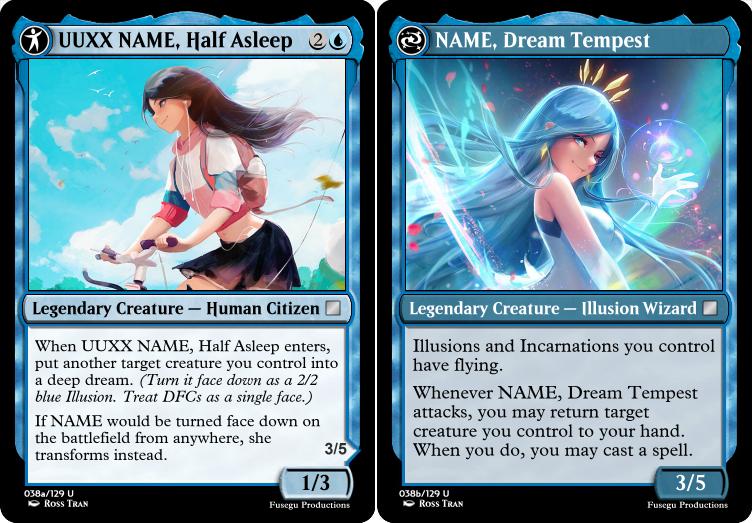 UUXX NAME, Half Asleep 2
Legendary Creature — Human Citizen
When UUXX NAME, Half Asleep enters,
put another target creature you control into
a deep dream. (Turn it face down as a 2/2
blue Illusion. Treat DFCs as a single face.)
If NAME would be turned face down on
the battlefield from anywhere, she
transforms instead.
3/5
1/3
038a/129 U
Ross Tran
Fusegu Productions
NAME, Dream Tempest
Legendary Creature — Illusion Wizard
Illusions and Incarnations you control
have flying.
Whenever NAME, Dream Tempest
attacks, you may return target
creature you control to your hand.
When you do, you may cast a spell.
3/5
038b/129 U
Ross Tran
Fusegu Productions